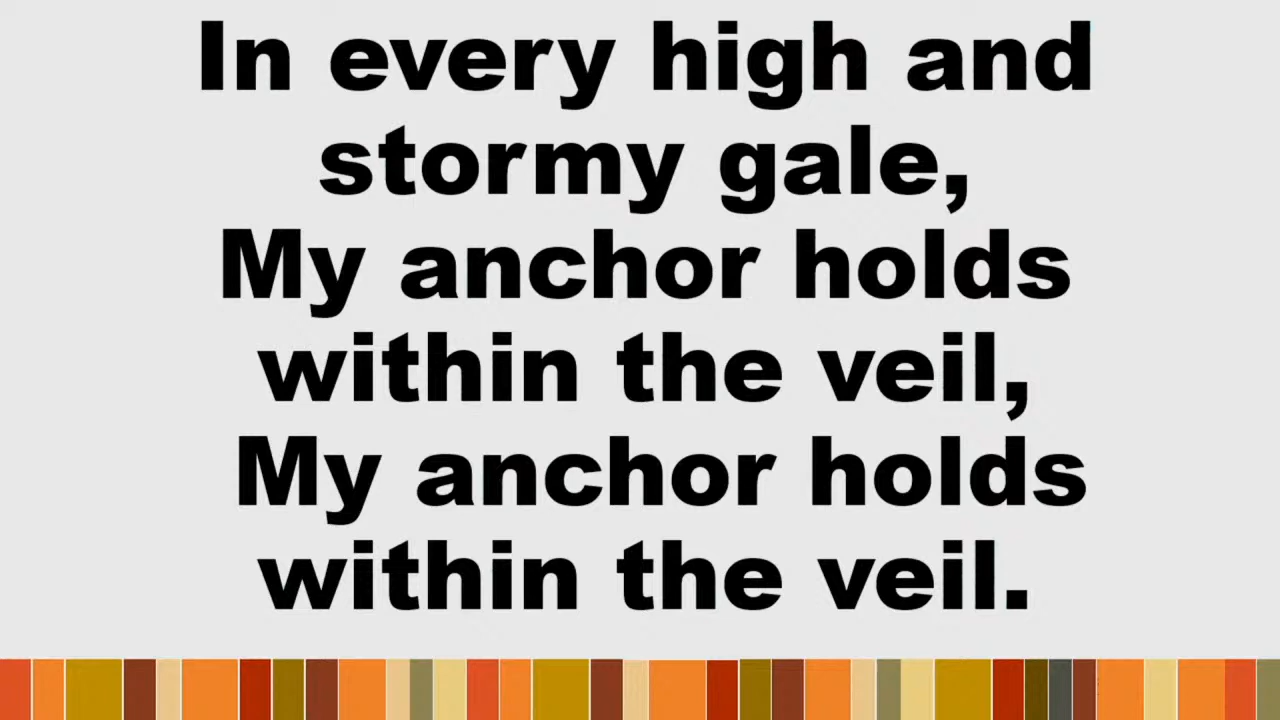 In every high and
stormy gale,
My anchor holds
within the veil,
My anchor holds
within the veil.